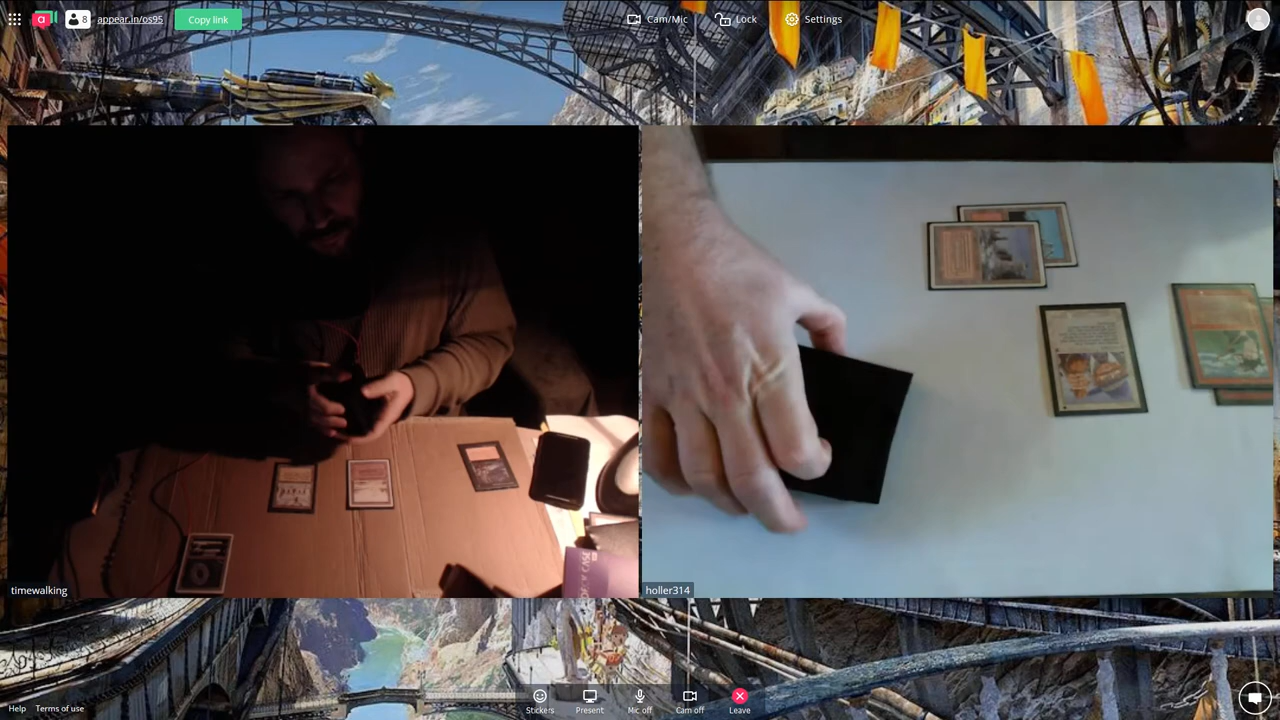 8
appear.in/os95
Copy link
Cam/Mic
Lock
Settings
timewalking
holler314
Help
Terms of use
Stickers
Present
Mic off
Cam off
Leave